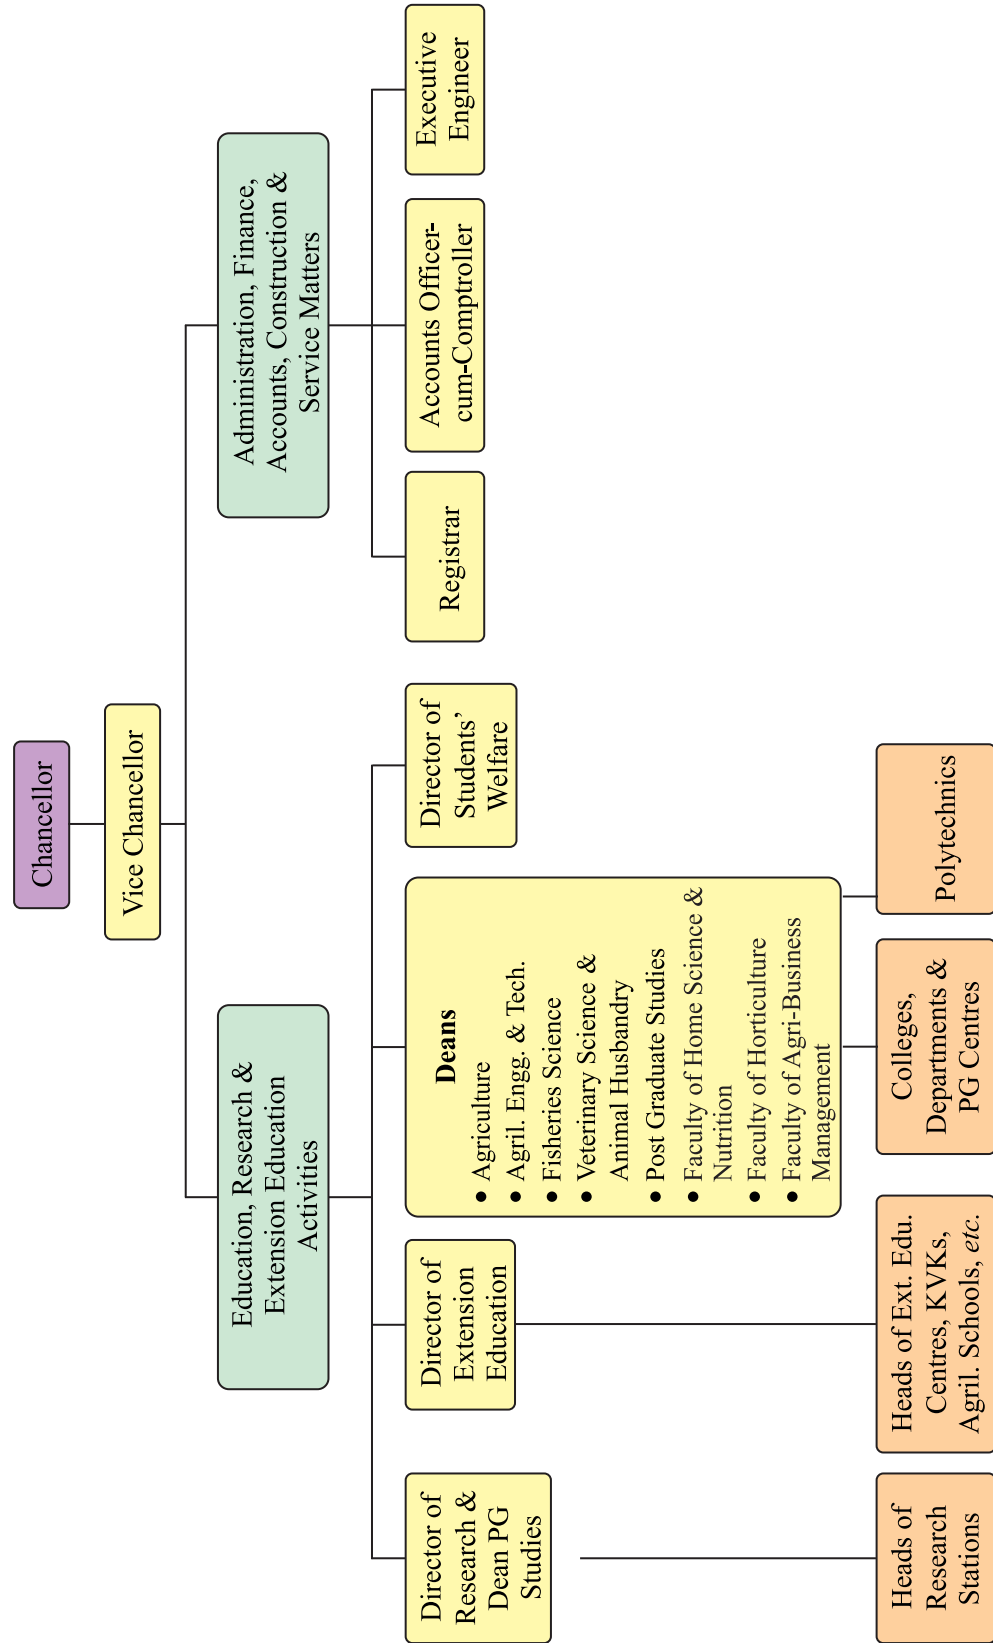 Chancellor
Vice Chancellor
Education, Research &
Extension Education
Activities
Administration, Finance,
Accounts, Construction &
Service Matters
Director of
Research &
Dean PG
Studies
Director of
Extension
Education
Deans
• Agriculture
• Agril. Engg. & Tech.
• Fisheries Science
• Veterinary Science &
Animal Husbandry
• Post Graduate Studies
• Faculty of Home Science &
Nutrition
• Faculty of Horticulture
• Faculty of Agri-Business
Management
Director of
Students’
Welfare
Registrar
Accounts Officer-
cum-Comptroller
Executive
Engineer
Heads of
Research
Stations
Heads of Ext. Edu.
Centres, KVKs,
Agril. Schools, etc.
Colleges,
Departments &
PG Centres
Polytechnics